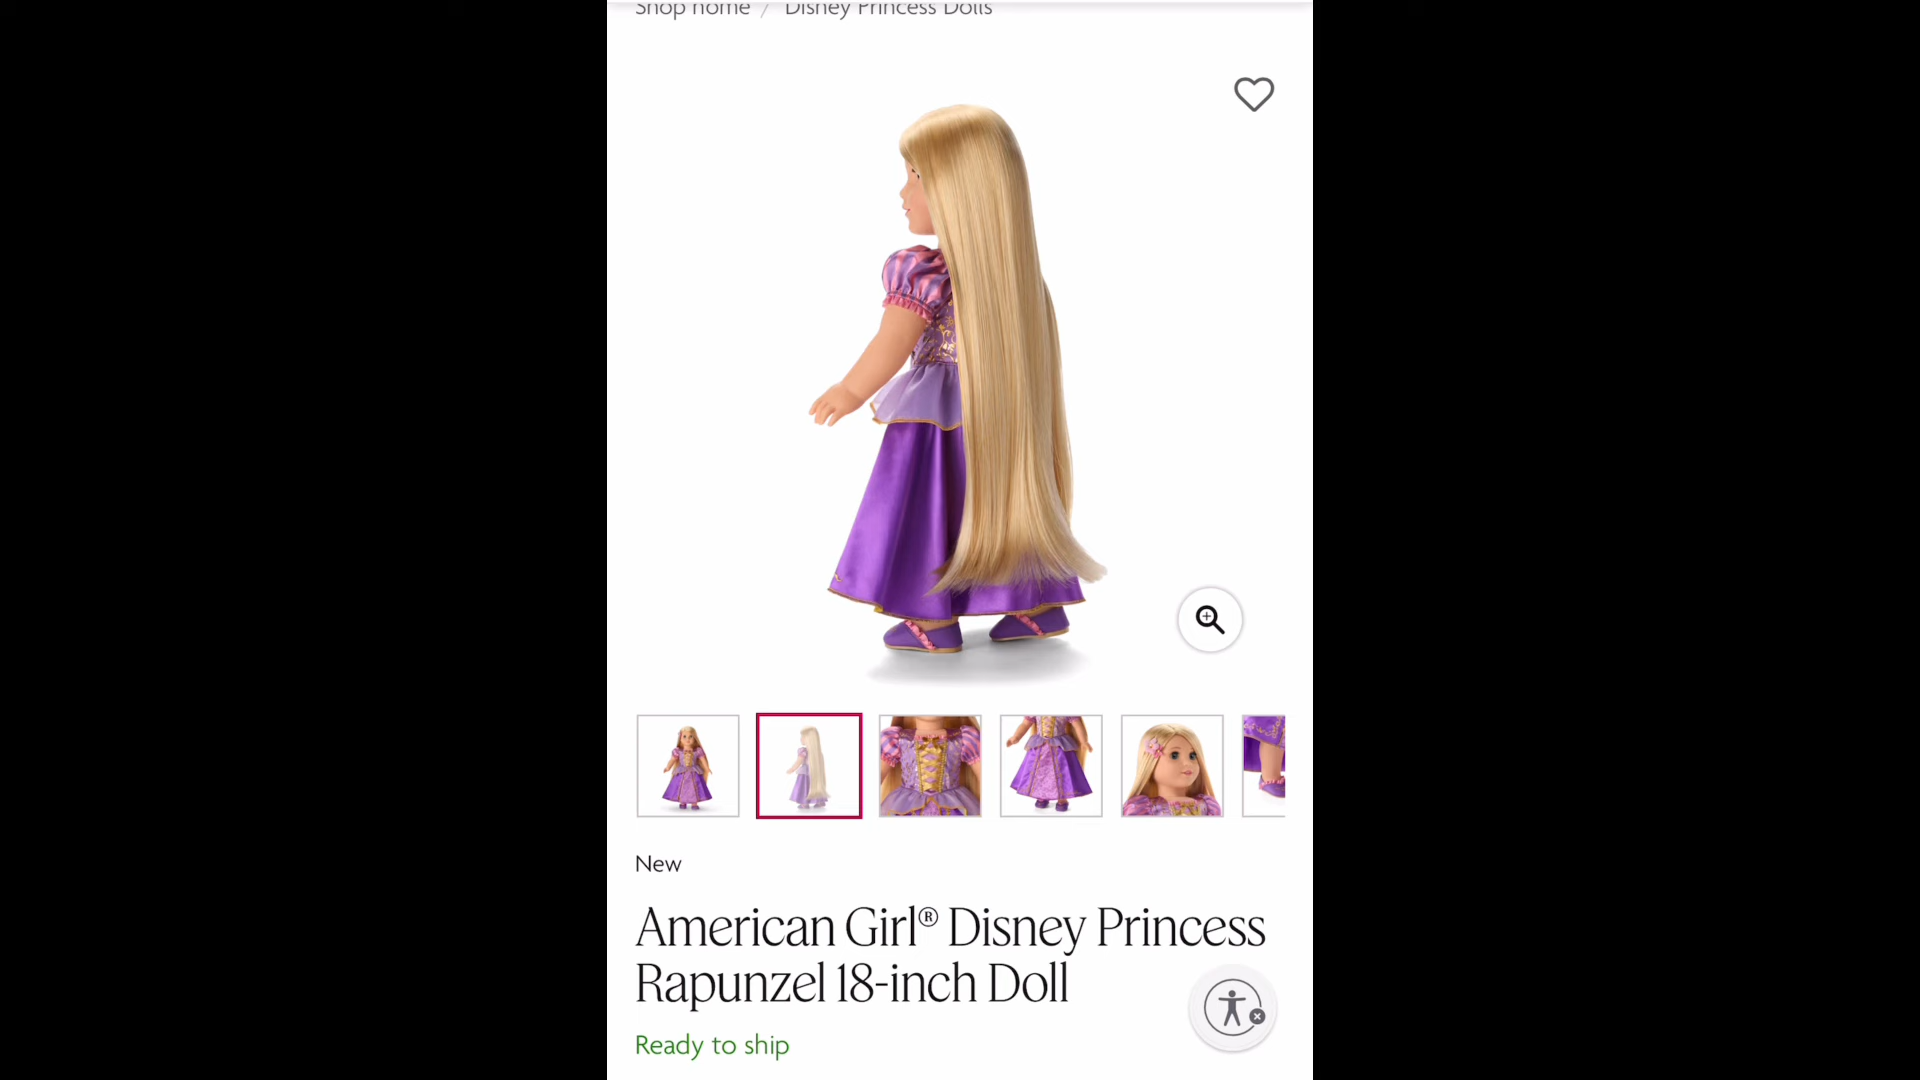 Shop home / Disney Princess Dolls
New
American Girl® Disney Princess
Rapunzel 18-inch Doll
Ready to ship